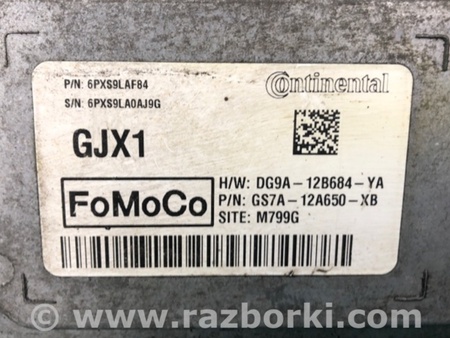 P/N: 6PXS9LAF84
S/N: 6PXS9LA0AJ9G
Continental
GJX1
FoMoCo
H/W: DG9A-12B684-YA
P/N: GS7A-12A650-XB
SITE: M799G
© www.razborki.com